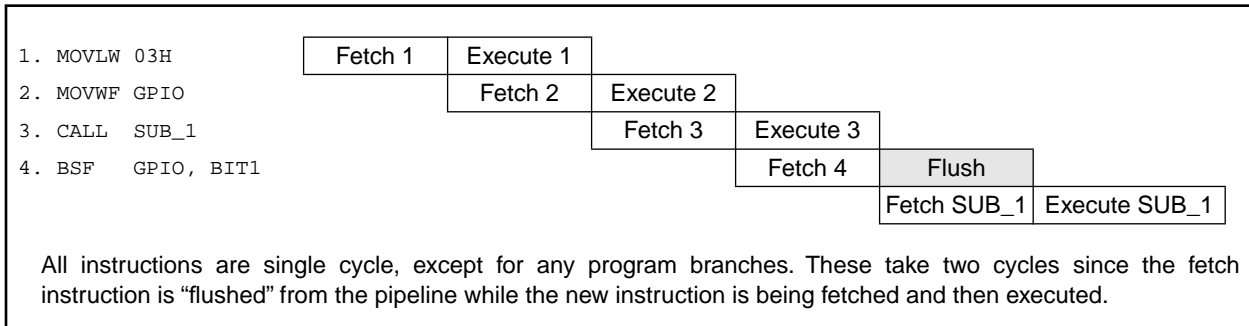 1. MOVLW 03H Fetch 1 Execute 1
2. MOVWF GPIO Fetch 2 Execute 2
3. CALL SUB_1 Fetch 3 Execute 3
4. BSF GPIO, BIT1 Fetch 4 Flush
Fetch SUB_1 Execute SUB_1
All instructions are single cycle, except for any program branches. These take two cycles since the fetch
instruction is “flushed” from the pipeline while the new instruction is being fetched and then executed.